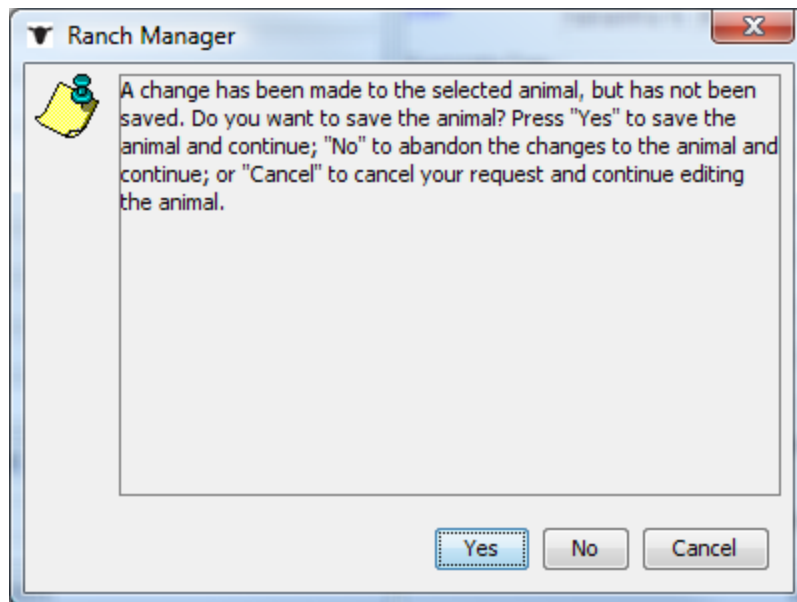 Ranch Manager
A change has been made to the selected animal, but has not been
saved. Do you want to save the animal? Press "Yes" to save the
animal and continue; "No" to abandon the changes to the animal and
continue; or "Cancel" to cancel your request and continue editing
the animal.
Yes No Cancel